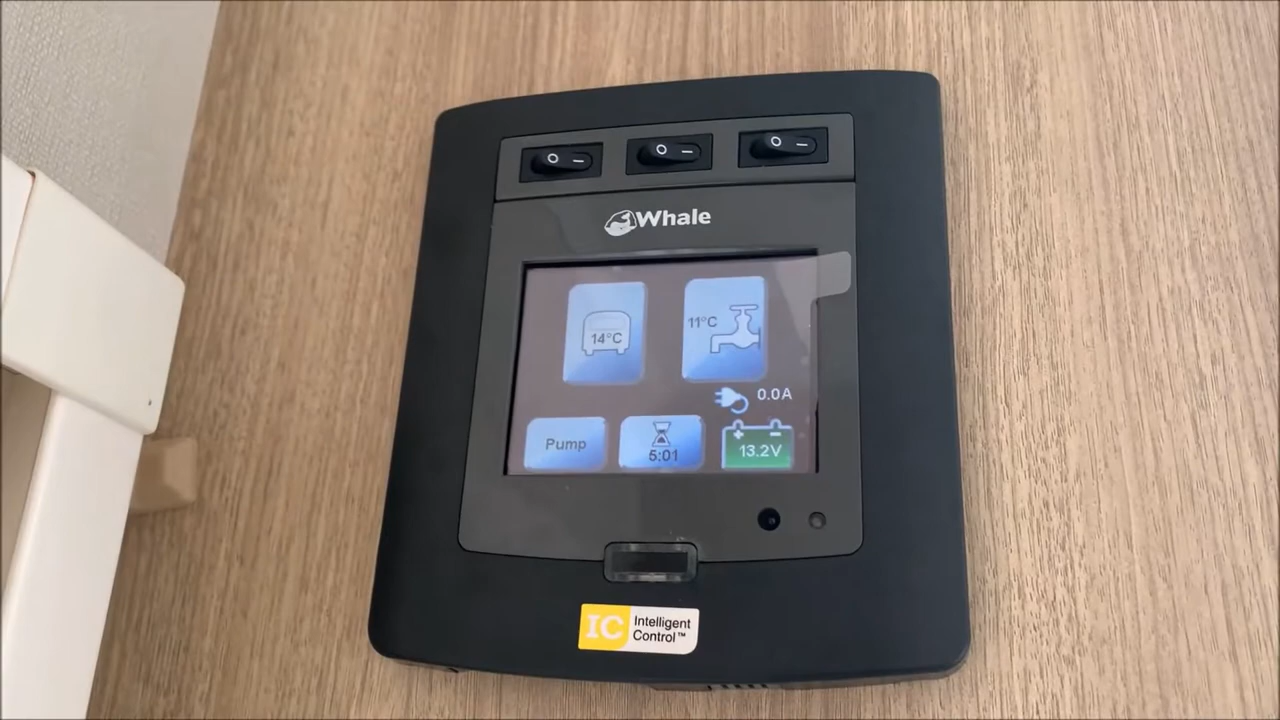 O –
O –
O –
Whale
14°C
11°C
0.0A
Pump
5:01
+ –
13.2V
IC Intelligent
Control™